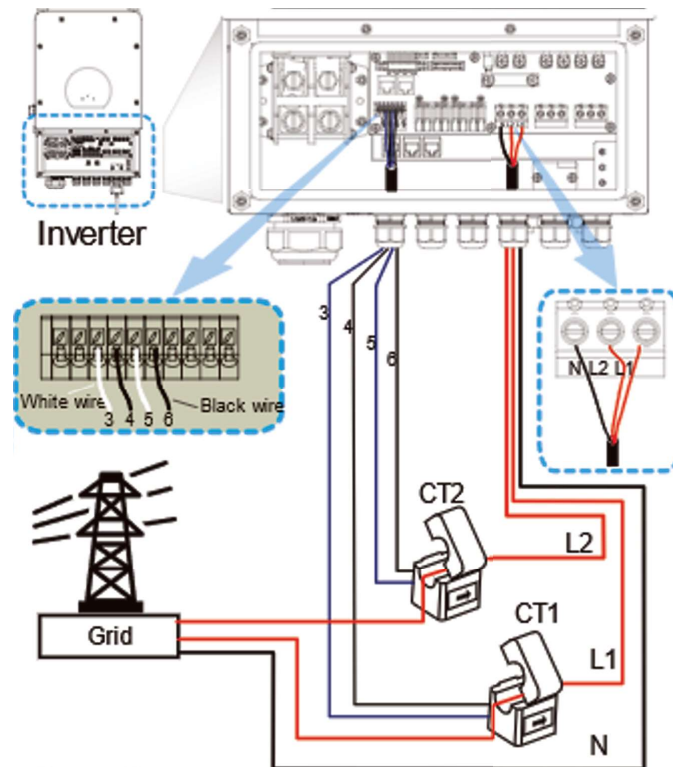 Inverter
3
4
5
6
White wire
3 4 5 6
Black wire
N L2 L1
CT2
L2
Grid
CT1
L1
N